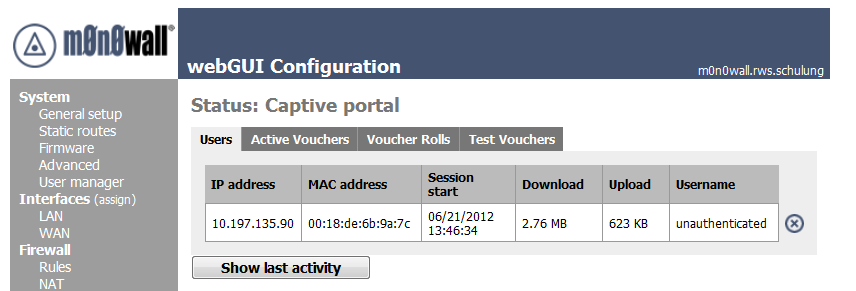 m0n0wall®
webGUI Configuration
m0n0wall.rws.schulung
System
General setup
Static routes
Firmware
Advanced
User manager
Interfaces (assign)
LAN
WAN
Firewall
Rules
NAT
Status: Captive portal
Users Active Vouchers Voucher Rolls Test Vouchers
IP address MAC address Session start Download Upload Username
10.197.135.90 00:18:de:6b:9a:7c 06/21/2012 13:46:34 2.76 MB 623 KB unauthenticated
Show last activity